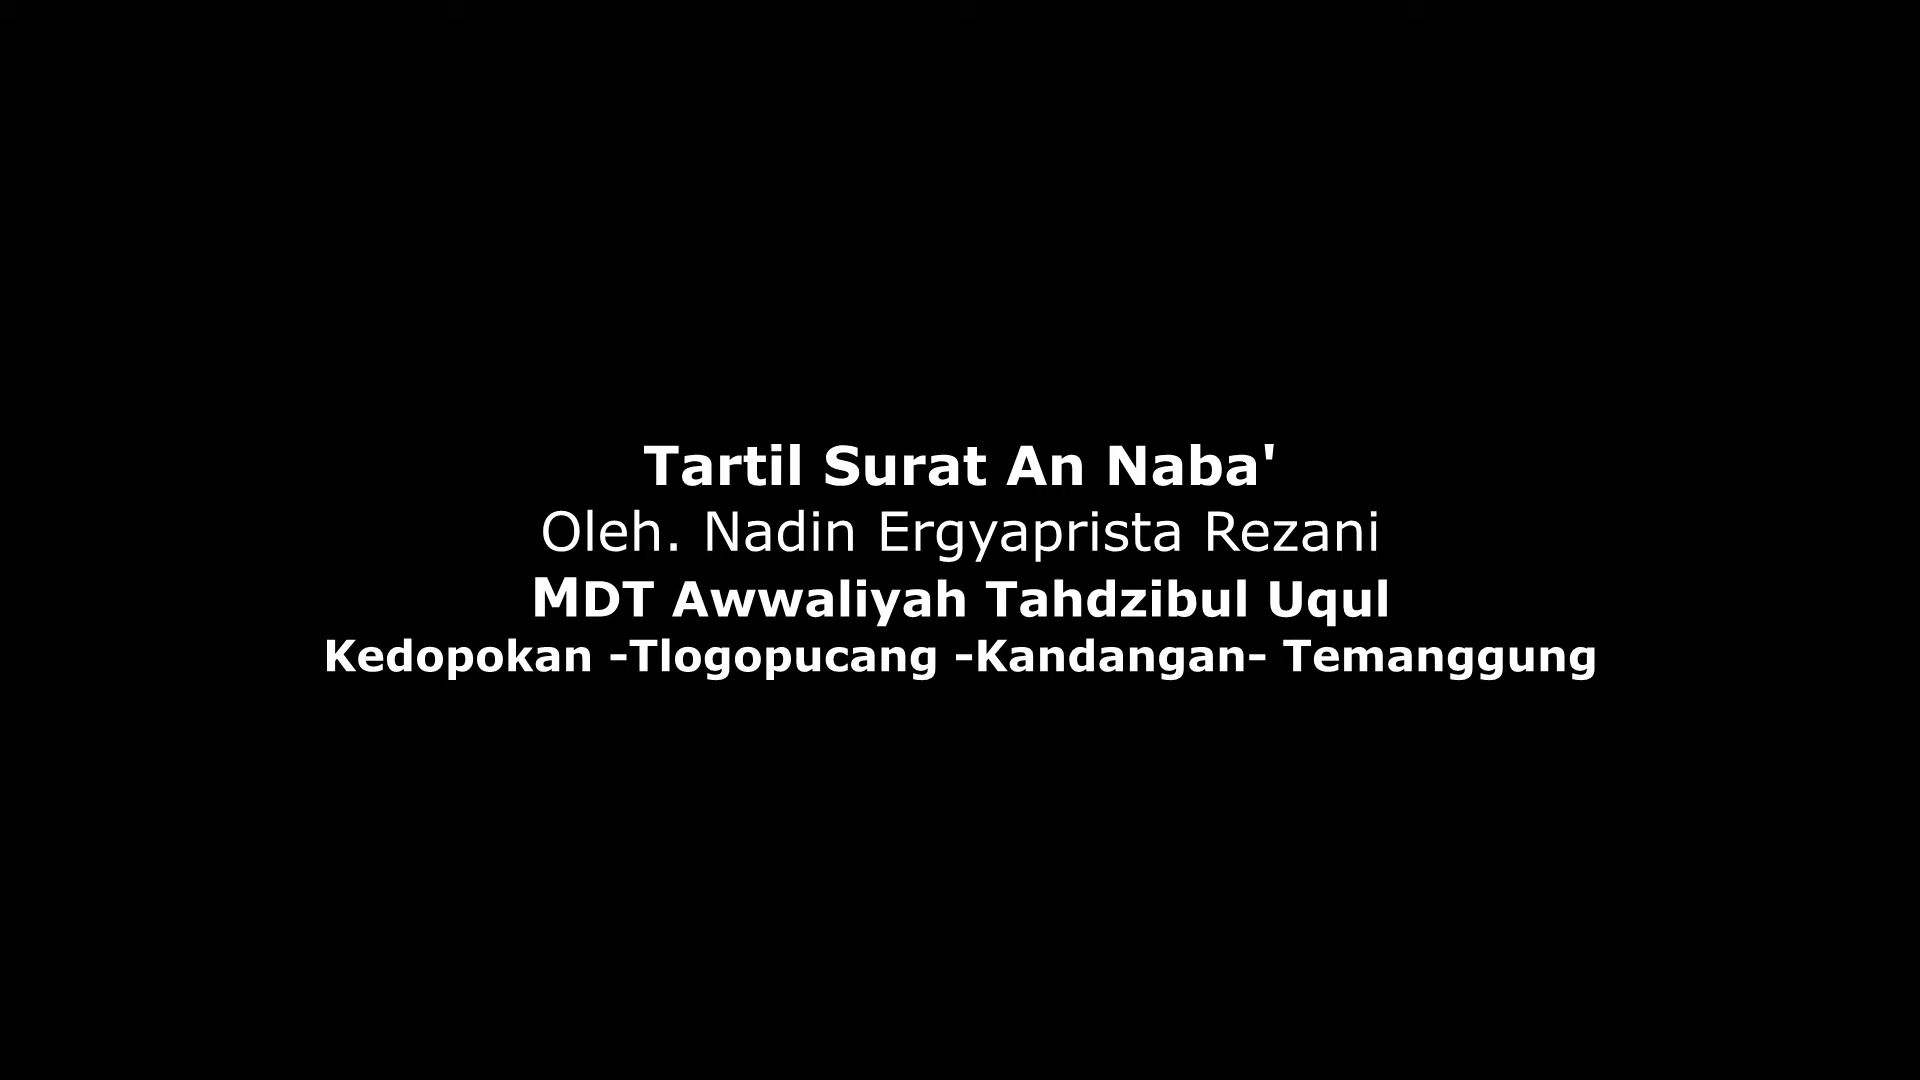 Tartil Surat An Naba'
Oleh. Nadin Ergyaprista Rezani
MDT Awwaliyah Tahdzibul Uqul
Kedopokan -Tlogopucang -Kandangan- Temanggung